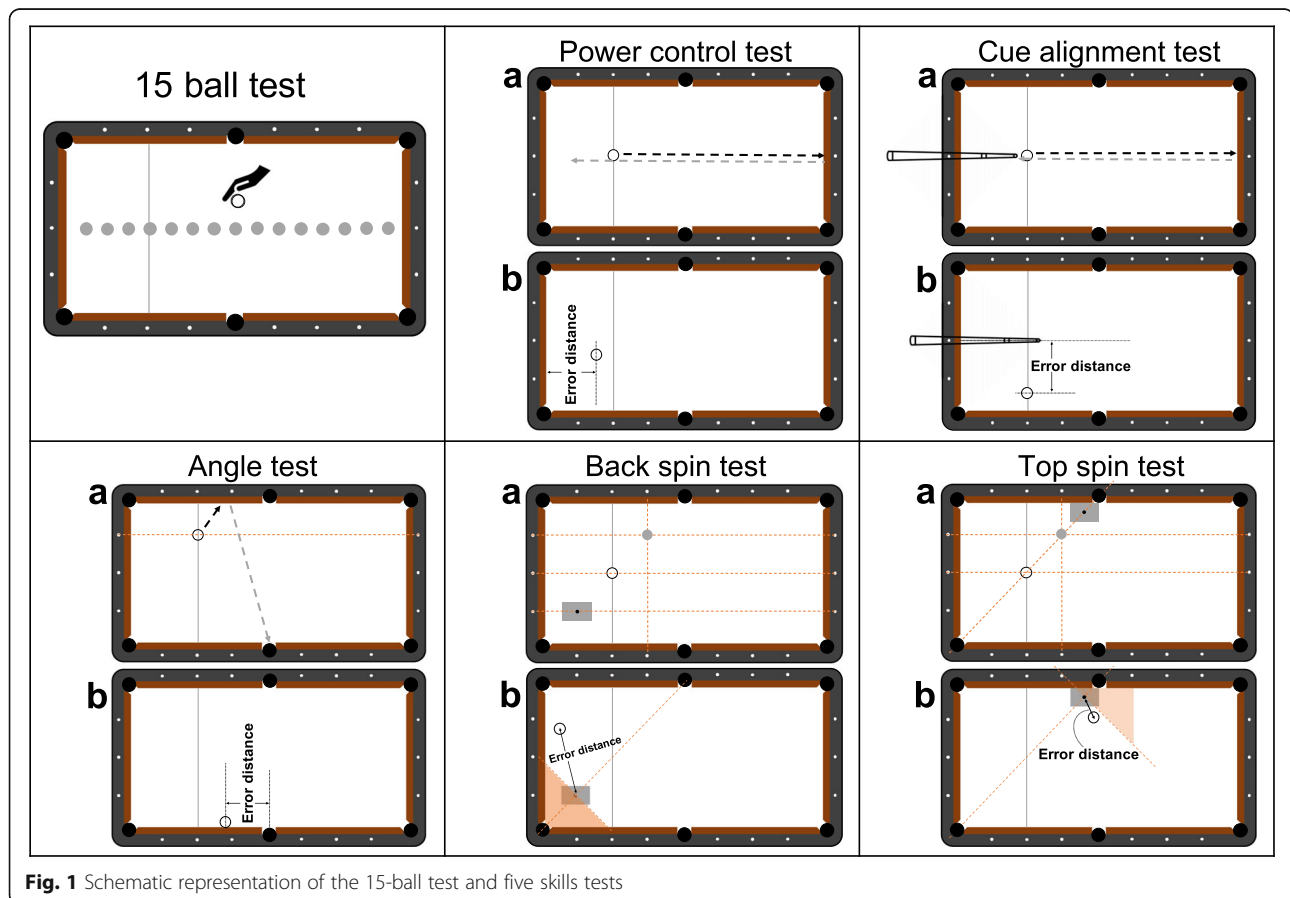 15 ball test
Power control test
a
b
Error distance
Cue alignment test
a
b
Error distance
Angle test
a
b
Error distance
Back spin test
a
b
Error distance
Top spin test
a
b
Error distance
Fig. 1 Schematic representation of the 15-ball test and five skills tests